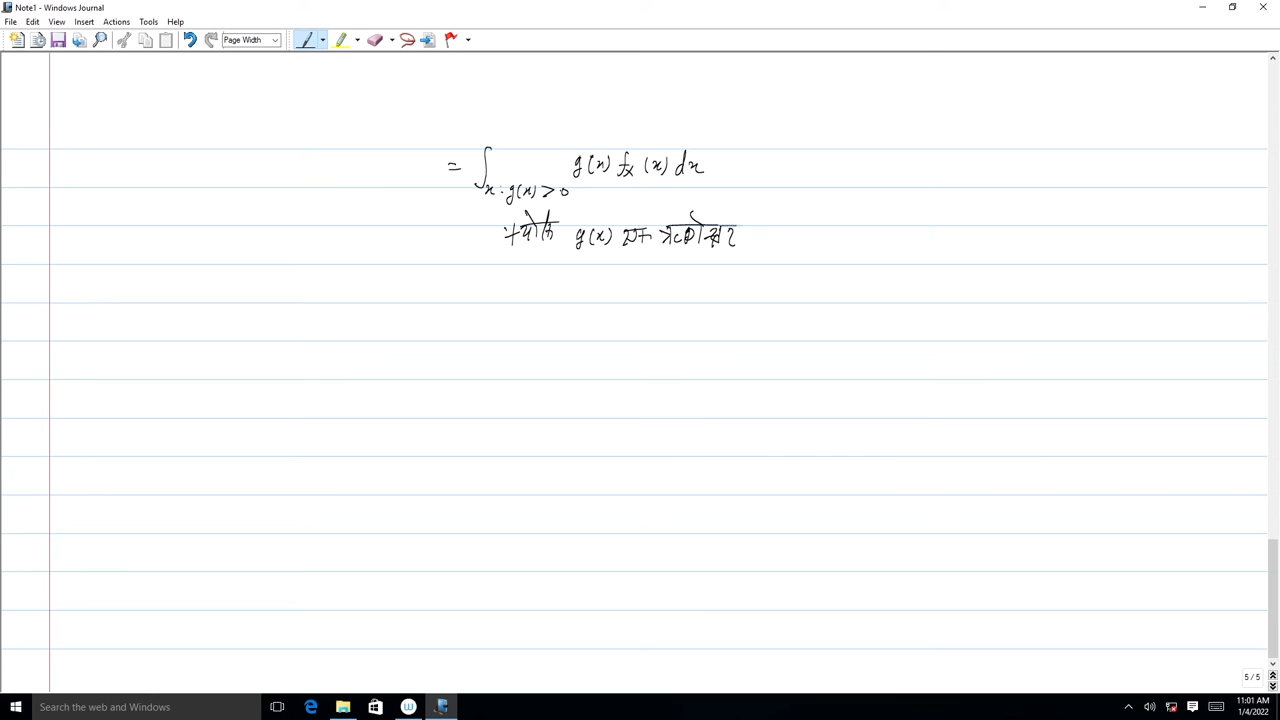 Note1 - Windows Journal
File Edit View Insert Actions Tools Help
Page Width
= ∫ x: g(x) > 0 g(x) fx (x) dx
g(x)
5 / 5
Search the web and Windows
11:01 AM
1/4/2022